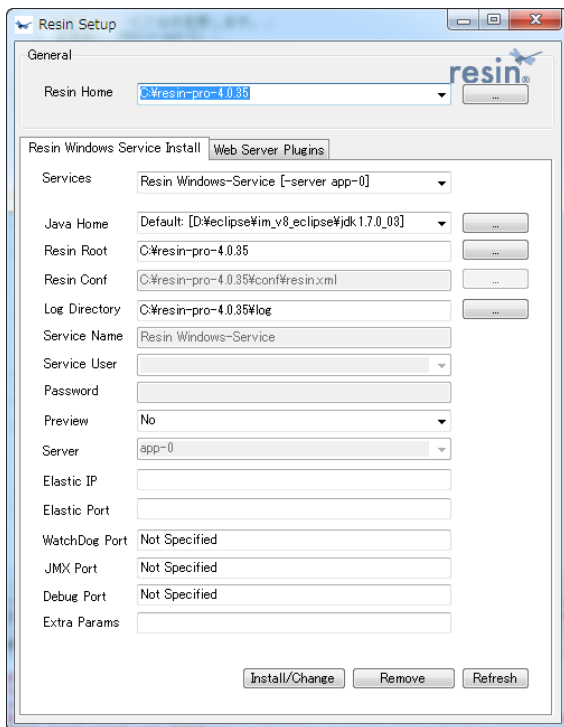 Resin Setup
General
resin®
Resin Home C:¥resin-pro-4.0.35 ...
Resin Windows Service Install Web Server Plugins
Services Resin Windows-Service [-server app-0]
Java Home Default: [D:¥eclipse¥im_v8_eclipse¥jdk1.7.0_03] ...
Resin Root C:¥resin-pro-4.0.35 ...
Resin Conf C:¥resin-pro-4.0.35¥conf¥resin.xml ...
Log Directory C:¥resin-pro-4.0.35¥log ...
Service Name Resin Windows-Service
Service User
Password
Preview No
Server app-0
Elastic IP
Elastic Port
WatchDog Port Not Specified
JMX Port Not Specified
Debug Port Not Specified
Extra Params
Install/Change Remove Refresh